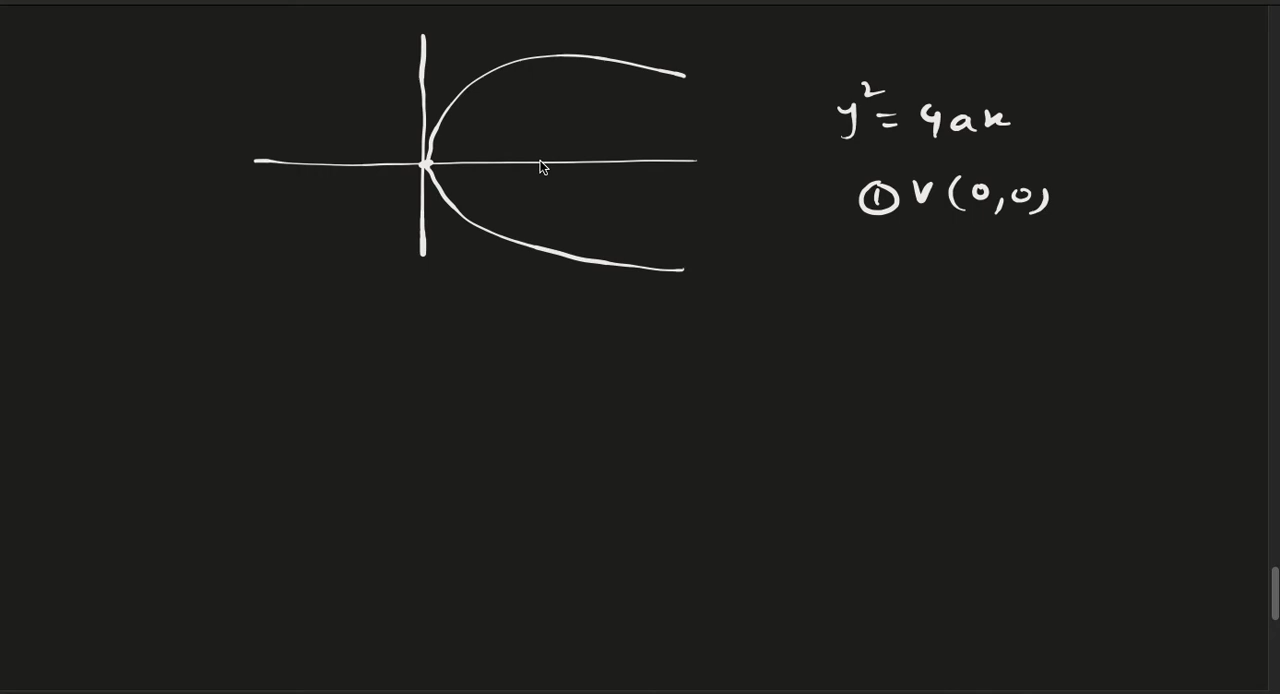 y² = 4ax
① V (0,0)